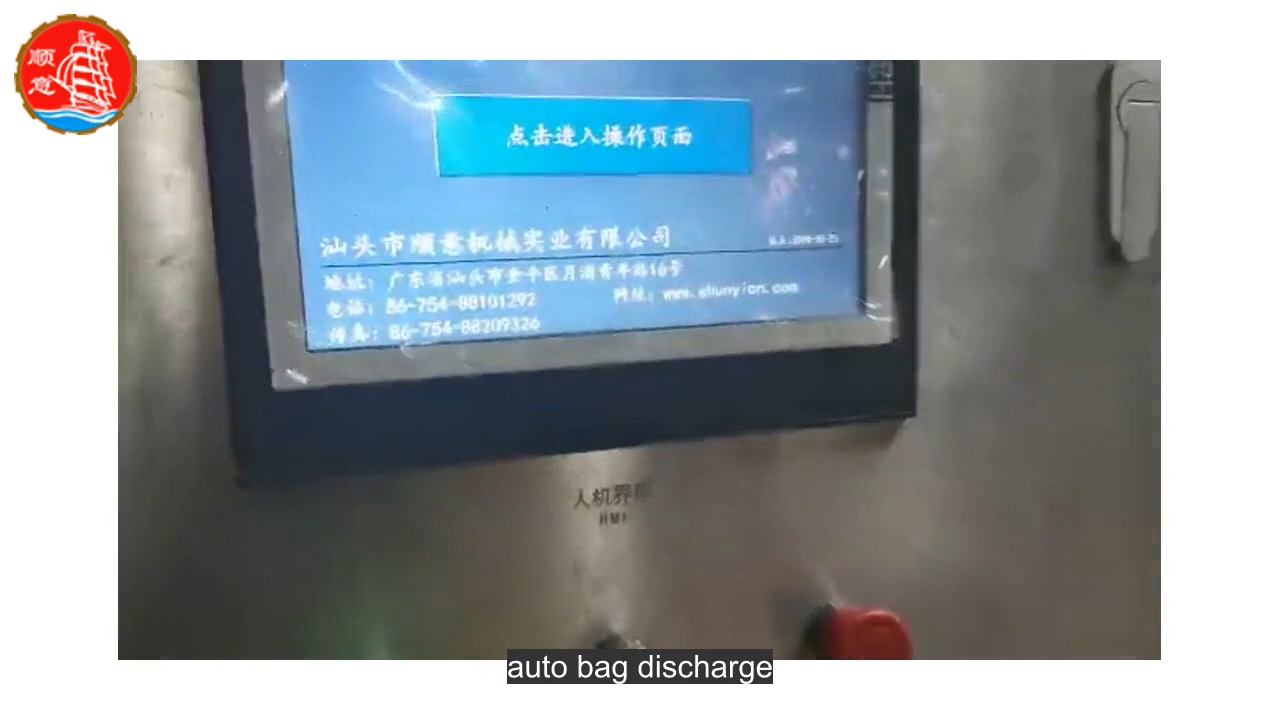 顺
意
点击进入操作页面
汕头市顺意机械实业有限公司
地址：广东省汕头市金平区月浦青平路16号
电话：86-754-88101292
网址：www.shunyicn.com
传真：86-754-88209326
人机界面
HMI
auto bag discharge